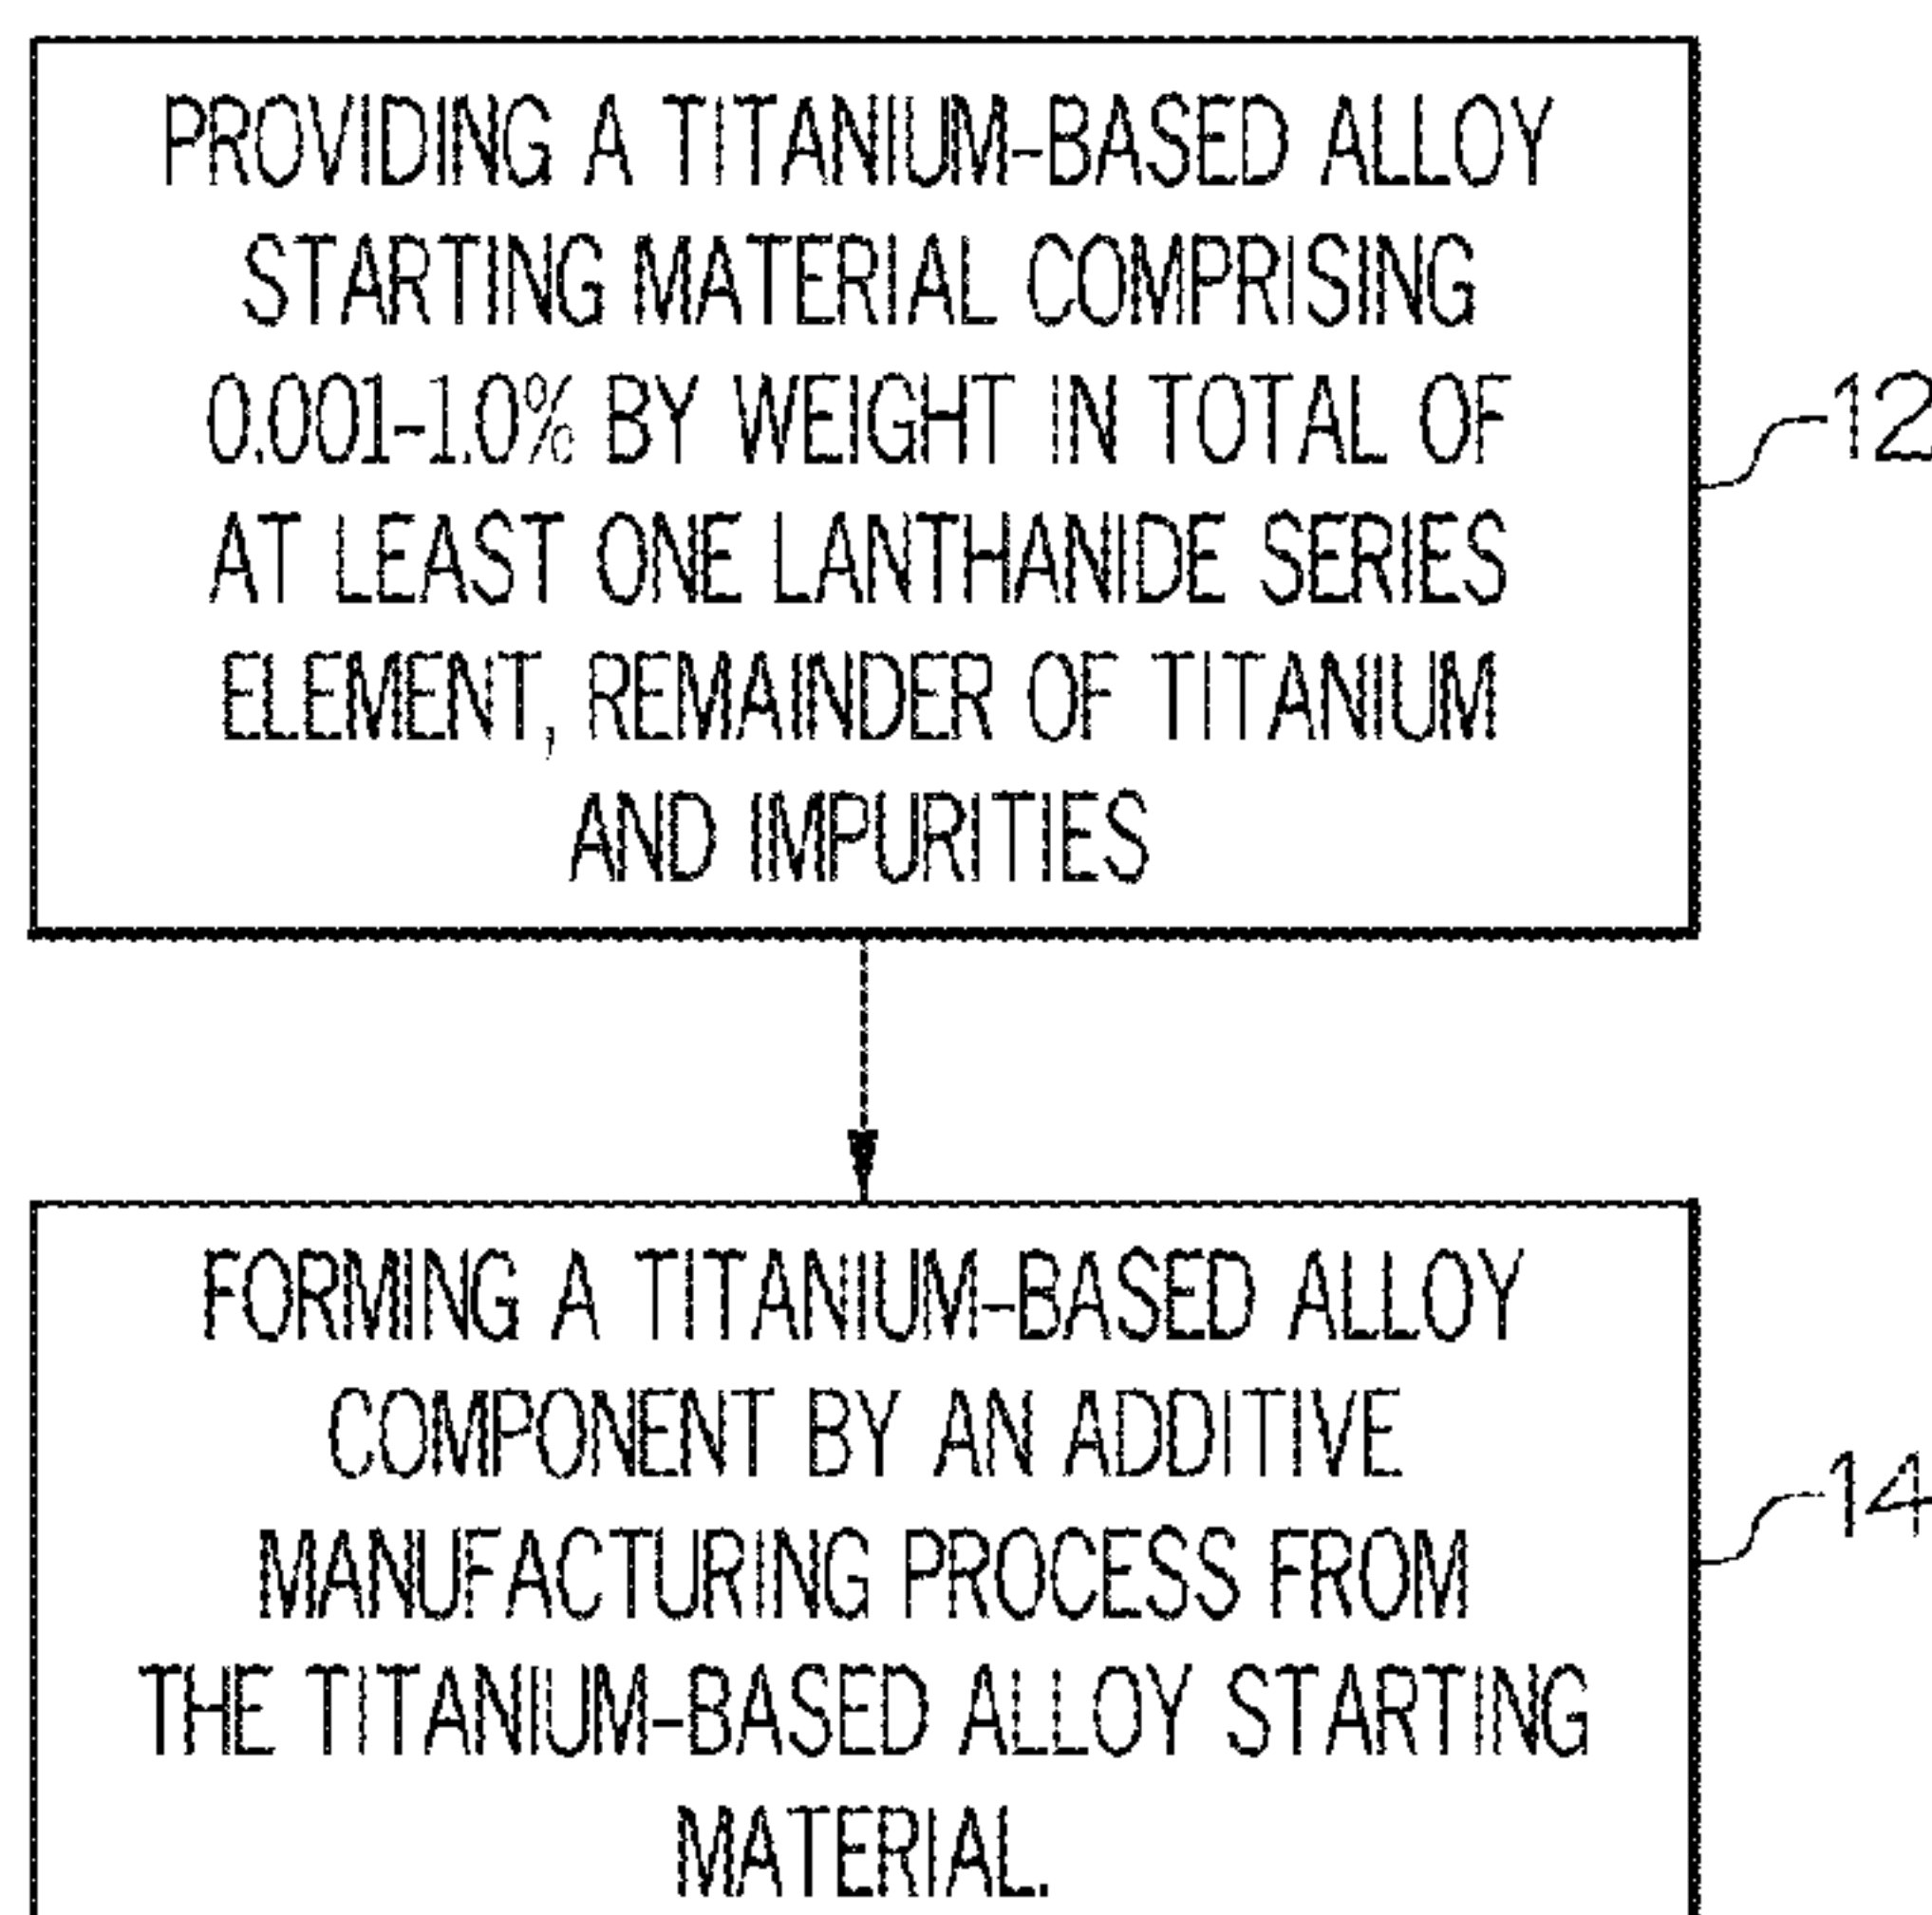 PROVIDING A TITANIUM-BASED ALLOY
STARTING MATERIAL COMPRISING
0.001-1.0% BY WEIGHT IN TOTAL OF
AT LEAST ONE LANTHANIDE SERIES
ELEMENT, REMAINDER OF TITANIUM
AND IMPURITIES
12
FORMING A TITANIUM-BASED ALLOY
COMPONENT BY AN ADDITIVE
MANUFACTURING PROCESS FROM
THE TITANIUM-BASED ALLOY STARTING
MATERIAL.
14